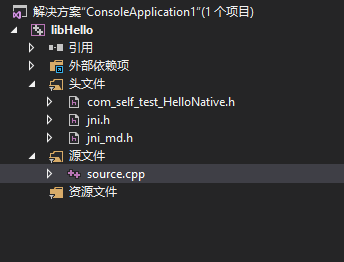 解决方案"ConsoleApplication1"(1 个项目)
libHello
引用
外部依赖项
头文件
com_self_test_HelloNative.h
jni.h
jni_md.h
源文件
source.cpp
资源文件